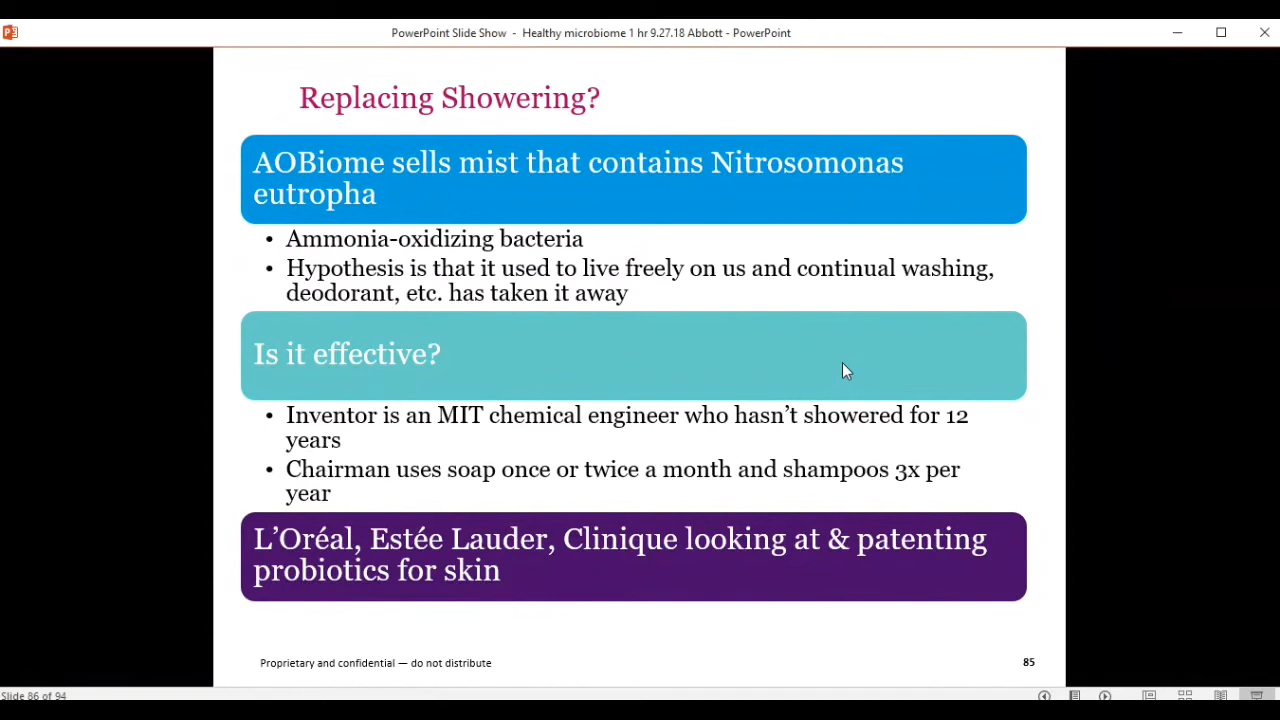 PowerPoint Slide Show - Healthy microbiome 1 hr 9.27.18 Abbott - PowerPoint
Replacing Showering?
AOBiome sells mist that contains Nitrosomonas
eutropha
• Ammonia-oxidizing bacteria
• Hypothesis is that it used to live freely on us and continual washing,
deodorant, etc. has taken it away
Is it effective?
• Inventor is an MIT chemical engineer who hasn't showered for 12
years
• Chairman uses soap once or twice a month and shampoos 3x per
year
L'Oréal, Estée Lauder, Clinique looking at & patenting
probiotics for skin
Proprietary and confidential — do not distribute
85
Slide 86 of 94